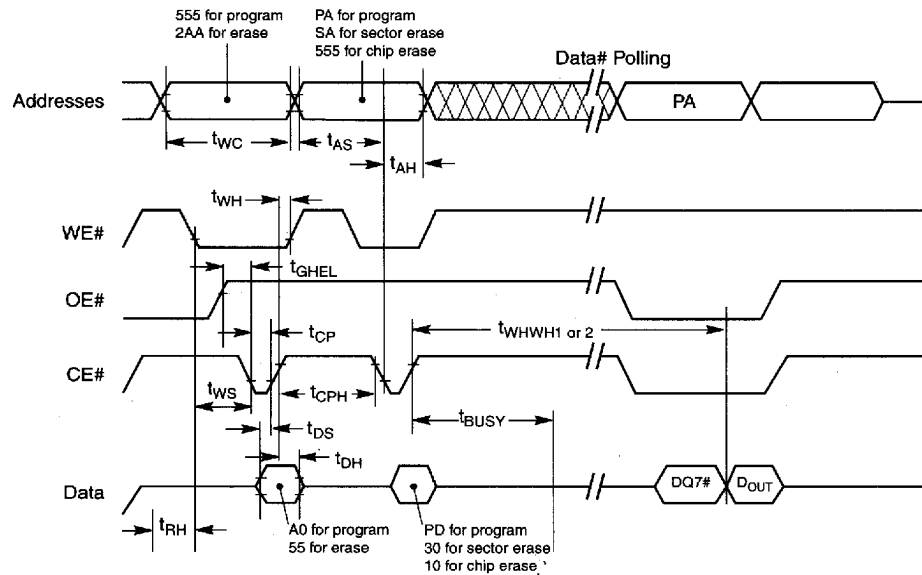 555 for program
2AA for erase
PA for program
SA for sector erase
555 for chip erase
Data# Polling
Addresses
PA
tWC
tAS
tAH
tWH
WE#
tGHEL
OE#
tCP
tWHWH1 or 2
CE#
tWS
tCPH
tBUSY
tDS
tDH
Data
DQ7#
DOUT
tRH
A0 for program
55 for erase
PD for program
30 for sector erase
10 for chip erase